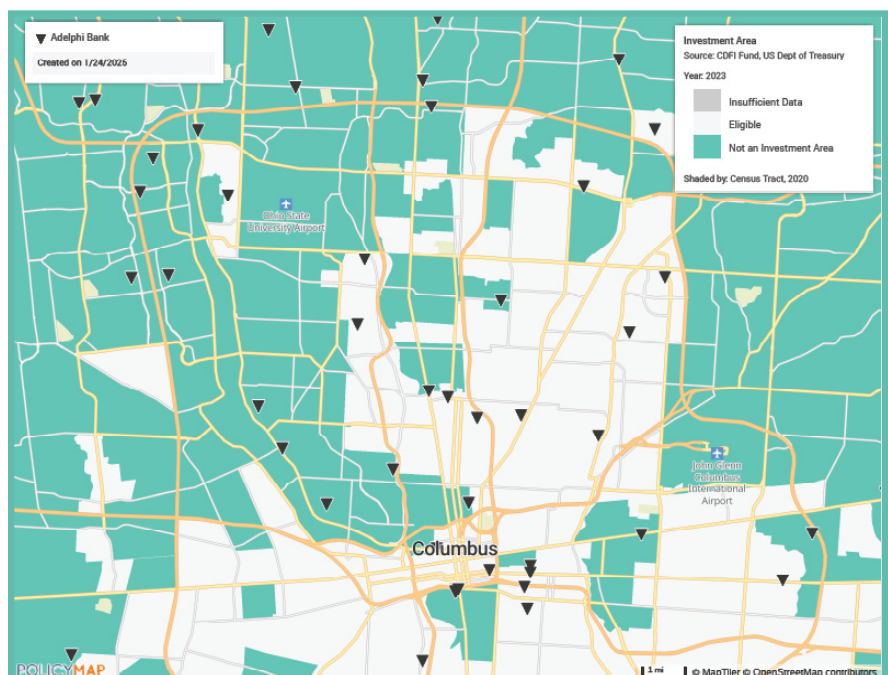 Adelphi Bank
Created on 1/24/2025
Investment Area
Source: CDFI Fund, US Dept of Treasury
Year: 2023
Insufficient Data
Eligible
Not an Investment Area
Shaded by: Census Tract, 2020
Ohio State
University Airport
John Glenn
Columbus
International
Airport
Columbus
POLICYMAP
1 mi
© MapTiler © OpenStreetMap contributors